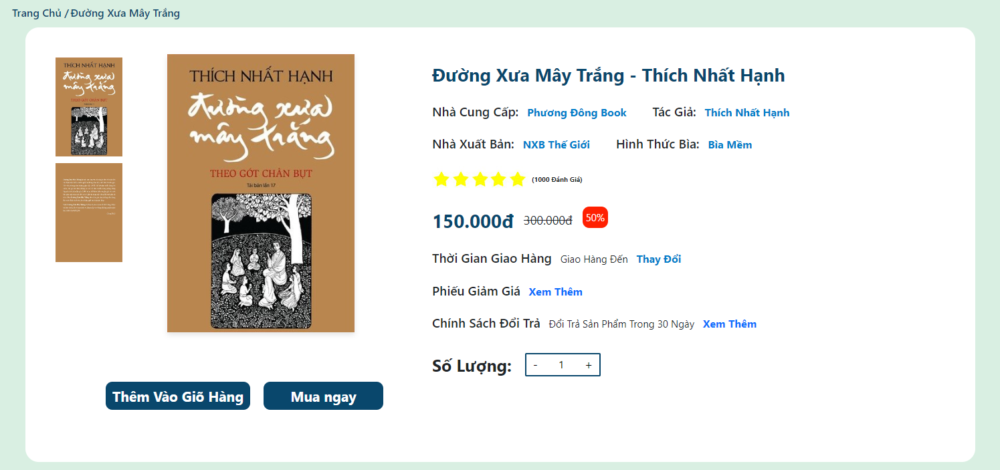 Trang Chủ / Đường Xưa Mây Trắng
THÍCH NHẤT HẠNH
đường xưa
mây trắng
THEO GÓT CHÂN BỤT
THÍCH NHẤT HẠNH
đường xưa
mây trắng
THEO GÓT CHÂN BỤT
Tái bản lần 17
Đường Xưa Mây Trắng - Thích Nhất Hạnh
Nhà Cung Cấp: Phương Đông Book Tác Giả: Thích Nhất Hạnh
Nhà Xuất Bản: NXB Thế Giới Hình Thức Bìa: Bìa Mềm
(1000 Đánh Giá)
150.000đ 300.000đ 50%
Thời Gian Giao Hàng Giao Hàng Đến Thay Đổi
Phiếu Giảm Giá Xem Thêm
Chính Sách Đổi Trả Đổi Trả Sản Phẩm Trong 30 Ngày Xem Thêm
Số Lượng: - 1 +
Thêm Vào Giõ Hàng Mua ngay